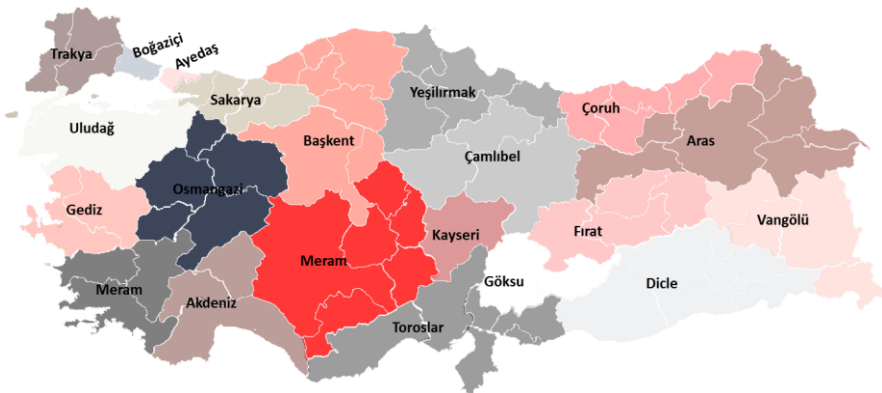 Trakya
Boğaziçi
Ayedaş
Sakarya
Uludağ
Başkent
Yeşilırmak
Çoruh
Aras
Çamlıbel
Osmangazi
Gediz
Meram
Akdeniz
Meram
Kayseri
Fırat
Vangölü
Göksu
Dicle
Toroslar